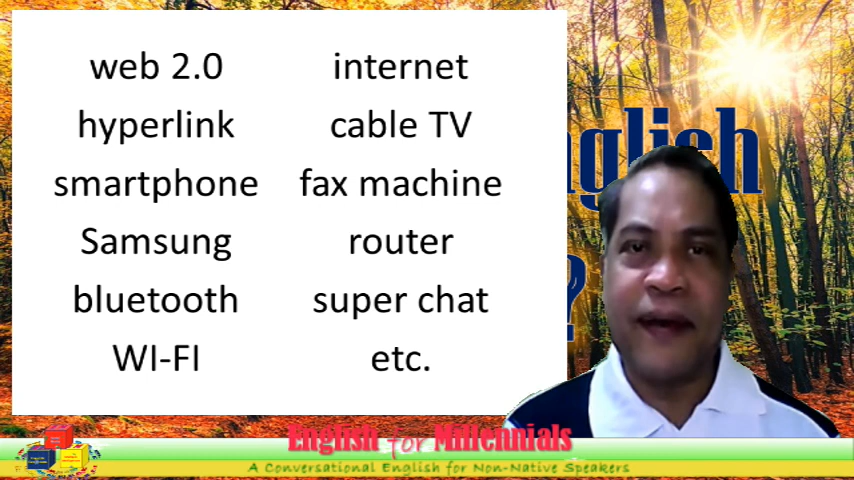 web 2.0
hyperlink
smartphone
Samsung
bluetooth
WI-FI
internet
cable TV
fax machine
router
super chat
etc.
English
?
English for Millennials
A Conversational English for Non-Native Speakers